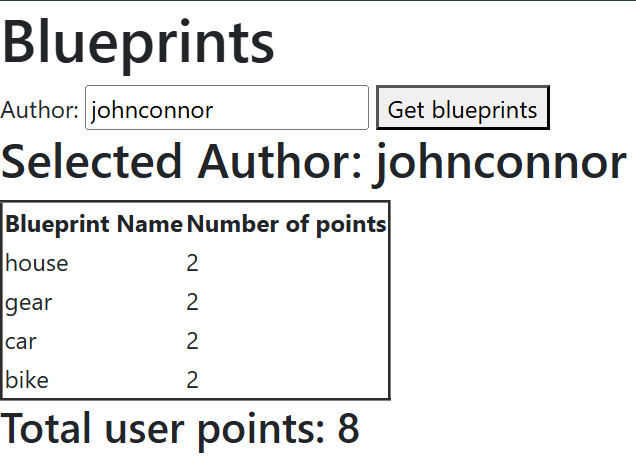 Blueprints
Author: johnconnor Get blueprints
Selected Author: johnconnor
Blueprint Name Number of points
house 2
gear 2
car 2
bike 2
Total user points: 8